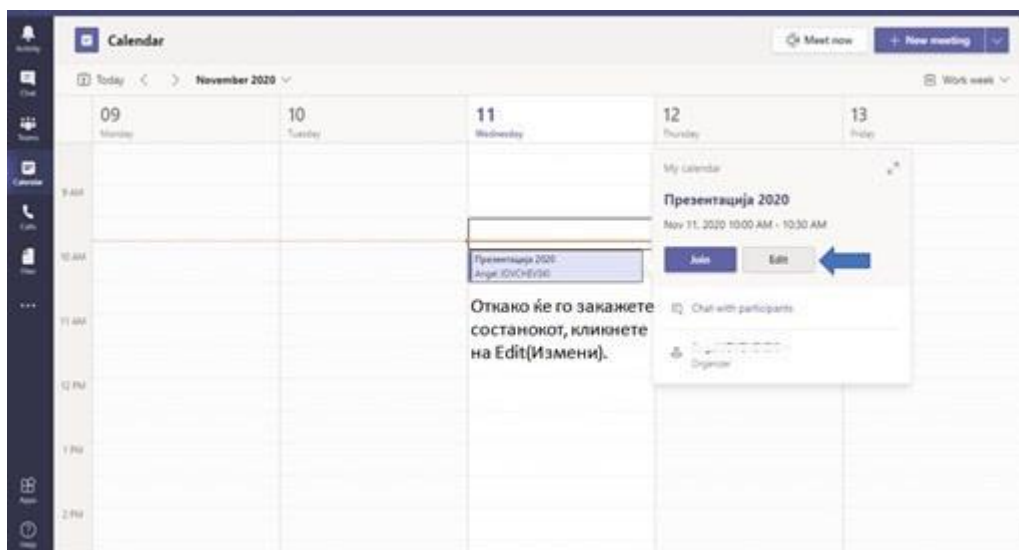 Activity
Calendar
Meet now
+ New meeting
Chat
Today
November 2020
Work week
Teams
09
Monday
10
Tuesday
11
Wednesday
12
Thursday
13
Friday
Calendar
My calendar
9 AM
Презентација 2020
Calls
Nov 11, 2020 10:00 AM - 10:30 AM
10 AM
Презентација 2020
Angel JOVCHEVSKI
Join
Edit
Files
Откако ќе го закажете
состанокот, кликнете
на Edit(Измени).
Chat with participants
11 AM
Organizer
12 PM
1 PM
Apps
2 PM
Help